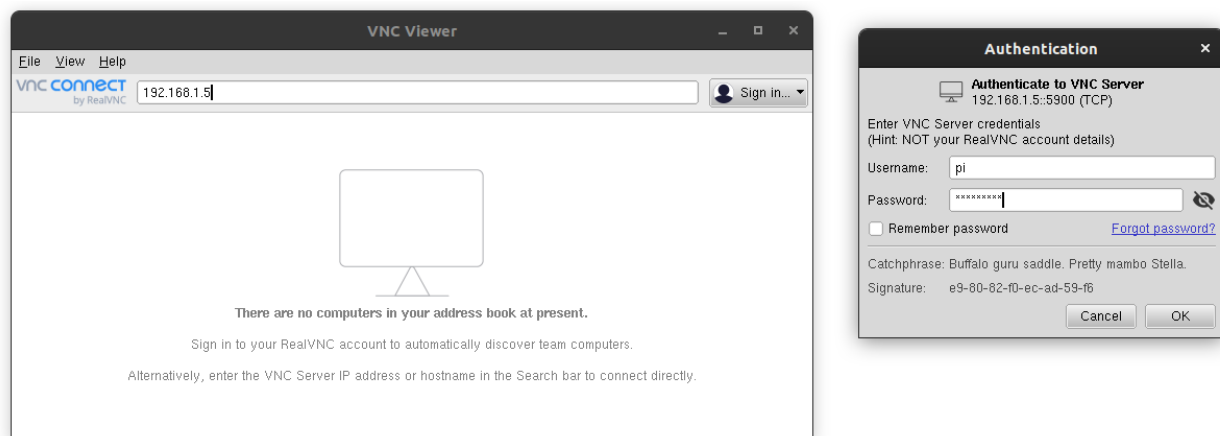 VNC Viewer
File View Help
VNC CONNECT
by RealVNC
192.168.1.5
Sign in...
There are no computers in your address book at present.
Sign in to your RealVNC account to automatically discover team computers.
Alternatively, enter the VNC Server IP address or hostname in the Search bar to connect directly.
Authentication
Authenticate to VNC Server
192.168.1.5::5900 (TCP)
Enter VNC Server credentials
(Hint: NOT your RealVNC account details)
Username: pi
Password: *********
Remember password Forgot password?
Catchphrase: Buffalo guru saddle. Pretty mambo Stella.
Signature: e9-80-82-f0-ec-ad-59-f6
Cancel OK